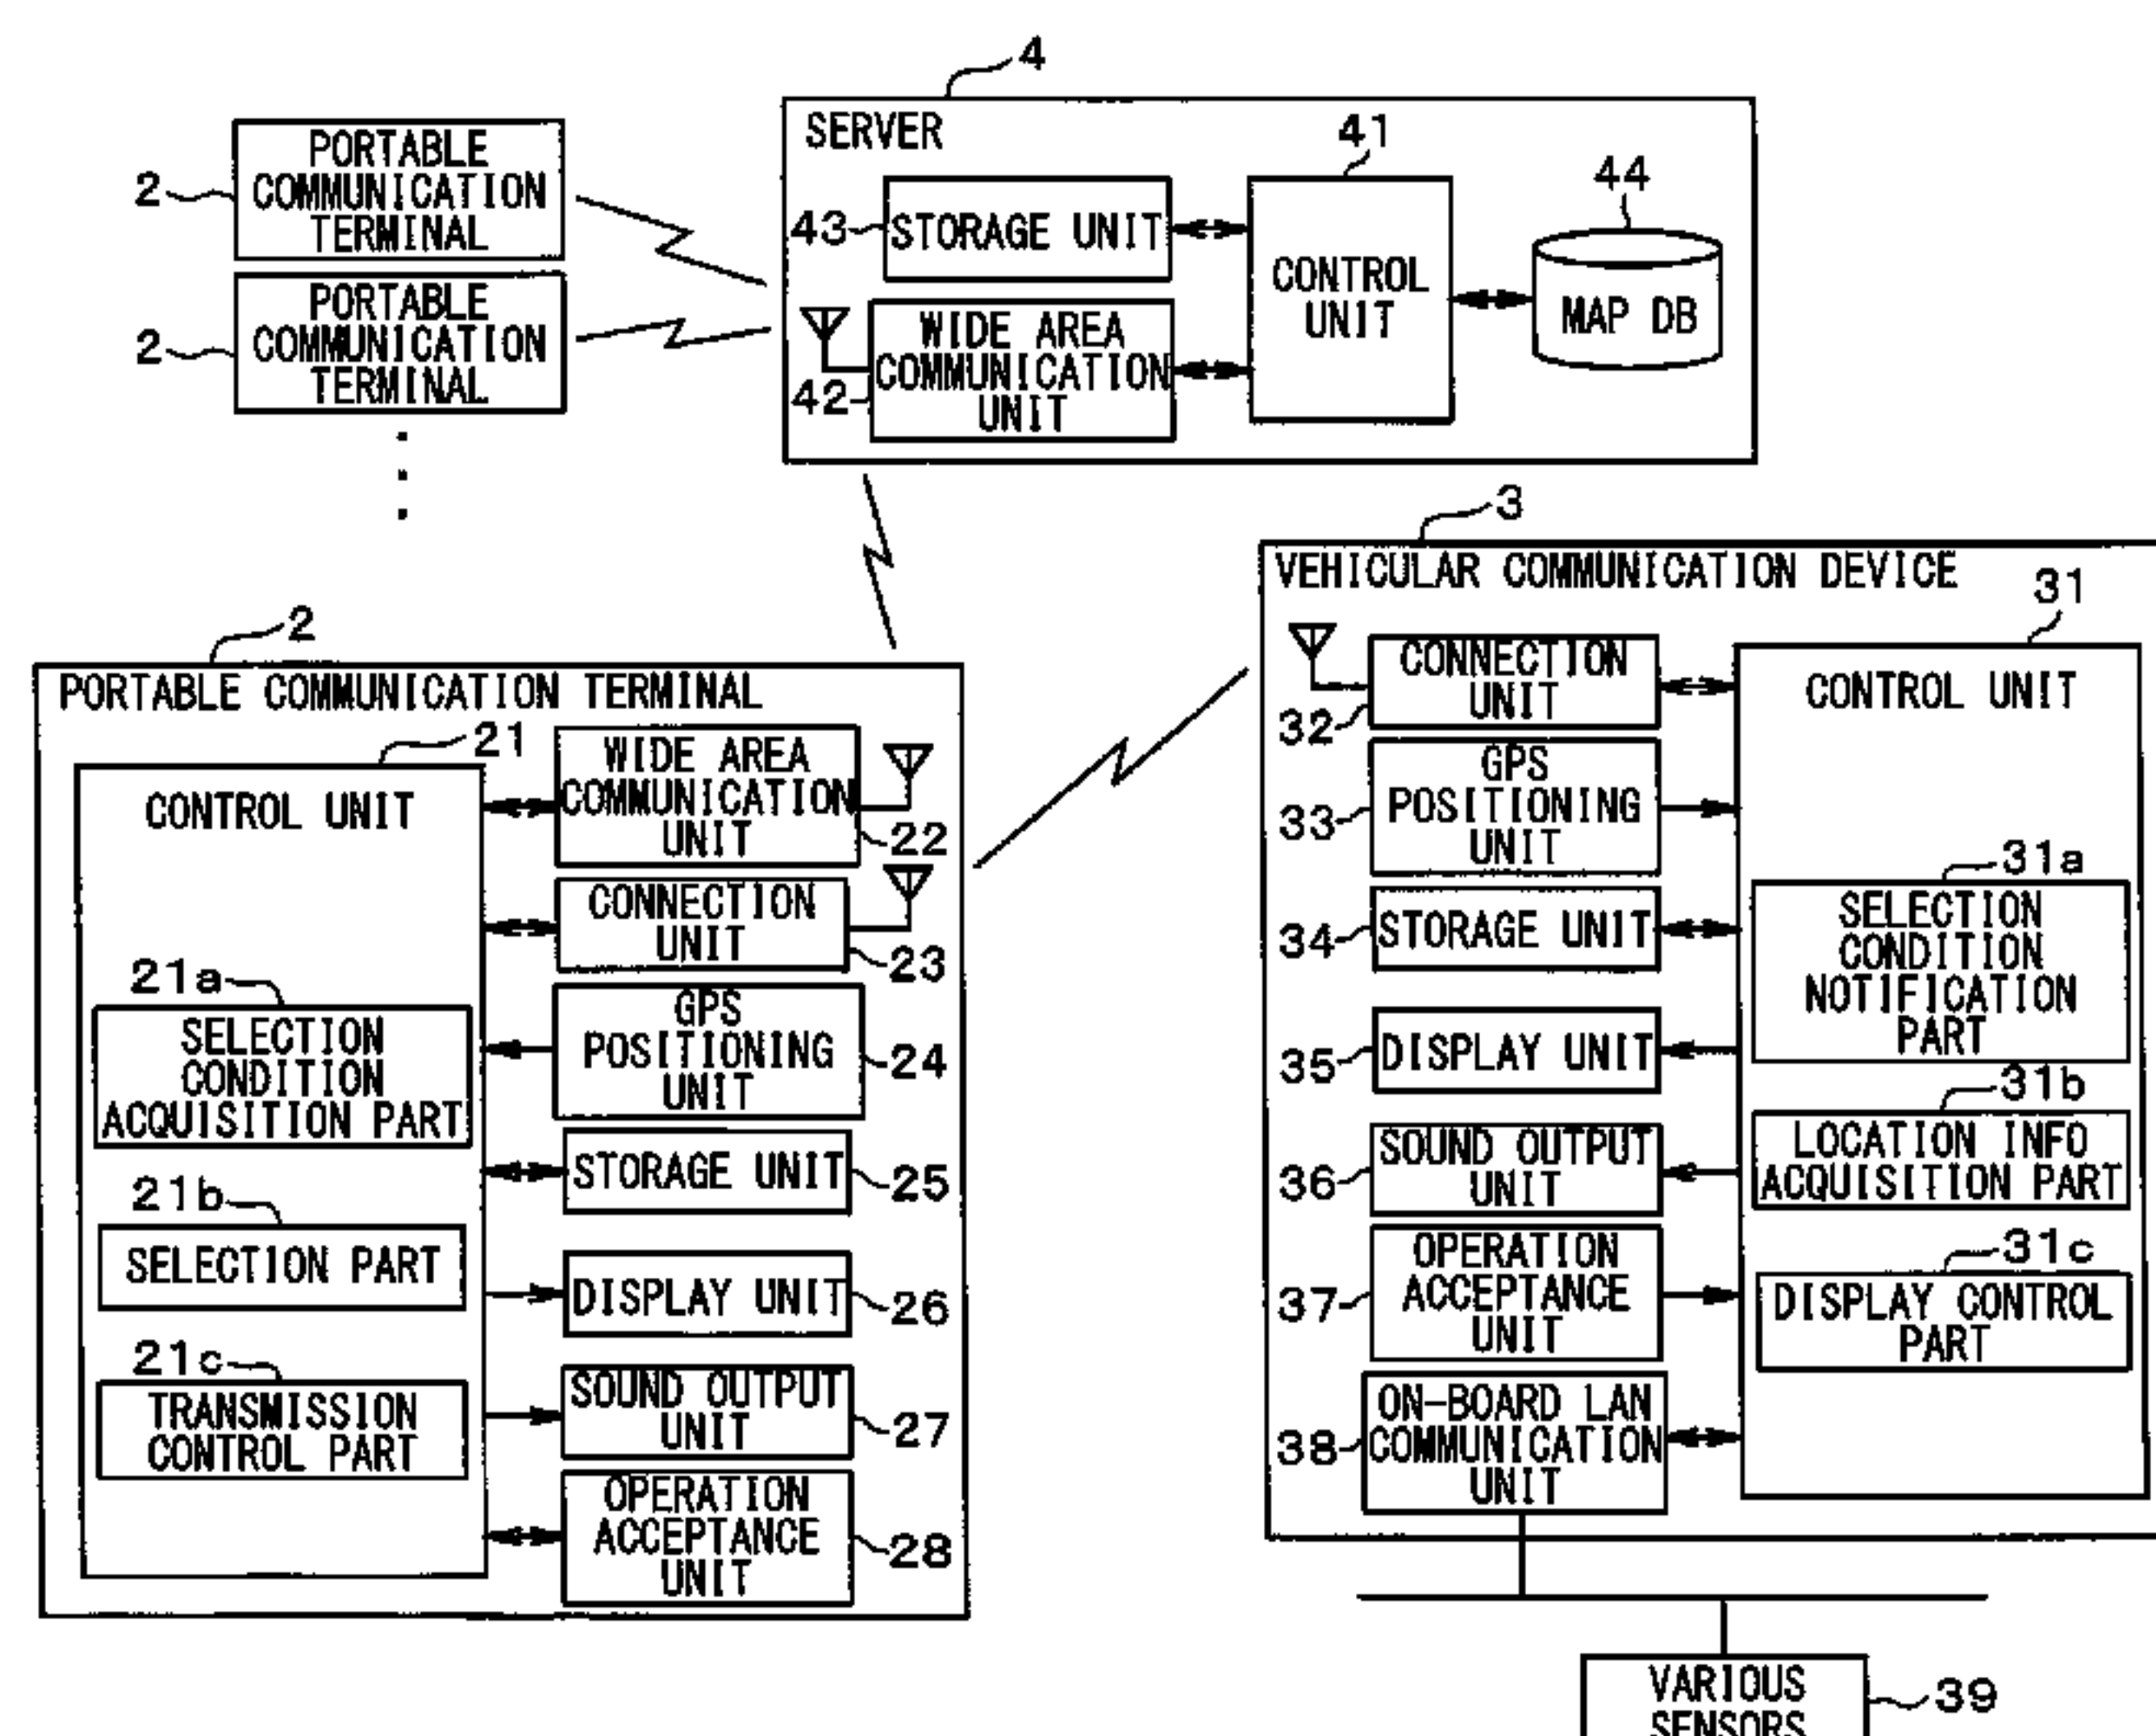 4
SERVER
41
44
43
STORAGE UNIT
CONTROL
UNIT
MAP DB
42
WIDE AREA
COMMUNICATION
UNIT
2
PORTABLE
COMMUNICATION
TERMINAL
2
PORTABLE
COMMUNICATION
TERMINAL
2
PORTABLE COMMUNICATION TERMINAL
21
CONTROL UNIT
21a
SELECTION
CONDITION
ACQUISITION PART
21b
SELECTION PART
21c
TRANSMISSION
CONTROL PART
WIDE AREA
COMMUNICATION
UNIT
22
CONNECTION
UNIT
23
GPS
POSITIONING
UNIT
24
STORAGE UNIT
25
DISPLAY UNIT
26
SOUND OUTPUT
UNIT
27
OPERATION
ACCEPTANCE
UNIT
28
3
VEHICULAR COMMUNICATION DEVICE
31
CONNECTION
UNIT
32
GPS
POSITIONING
UNIT
33
STORAGE UNIT
34
DISPLAY UNIT
35
SOUND OUTPUT
UNIT
36
OPERATION
ACCEPTANCE
UNIT
37
ON-BOARD LAN
COMMUNICATION
UNIT
38
CONTROL UNIT
31a
SELECTION
CONDITION
NOTIFICATION
PART
31b
LOCATION INFO
ACQUISITION PART
31c
DISPLAY CONTROL
PART
VARIOUS
SENSORS
39